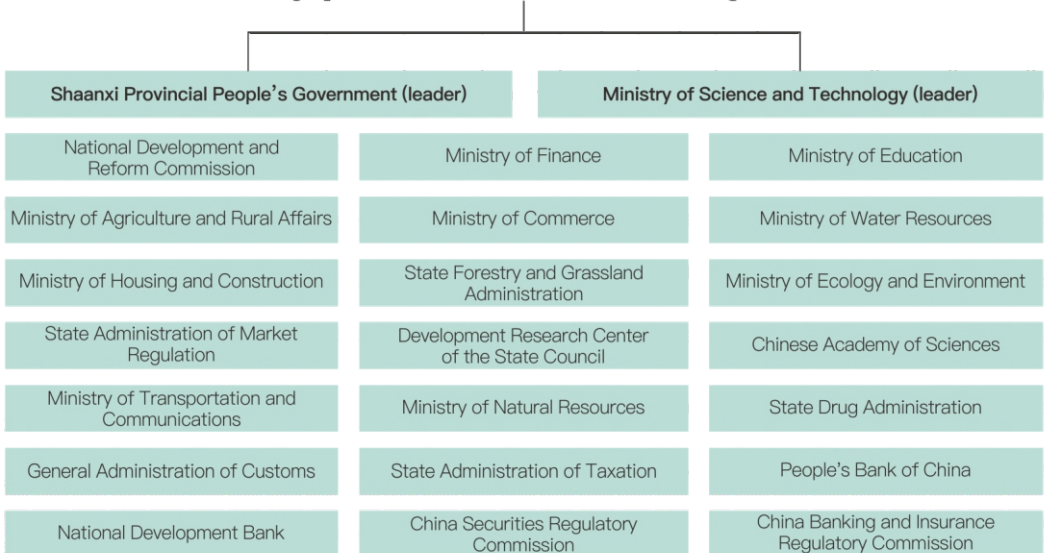 Shaanxi Provincial People's Government (leader)
Ministry of Science and Technology (leader)
National Development and
Reform Commission
Ministry of Finance
Ministry of Education
Ministry of Agriculture and Rural Affairs
Ministry of Commerce
Ministry of Water Resources
Ministry of Housing and Construction
State Forestry and Grassland
Administration
Ministry of Ecology and Environment
State Administration of Market
Regulation
Development Research Center
of the State Council
Chinese Academy of Sciences
Ministry of Transportation and
Communications
Ministry of Natural Resources
State Drug Administration
General Administration of Customs
State Administration of Taxation
People's Bank of China
National Development Bank
China Securities Regulatory
Commission
China Banking and Insurance
Regulatory Commission